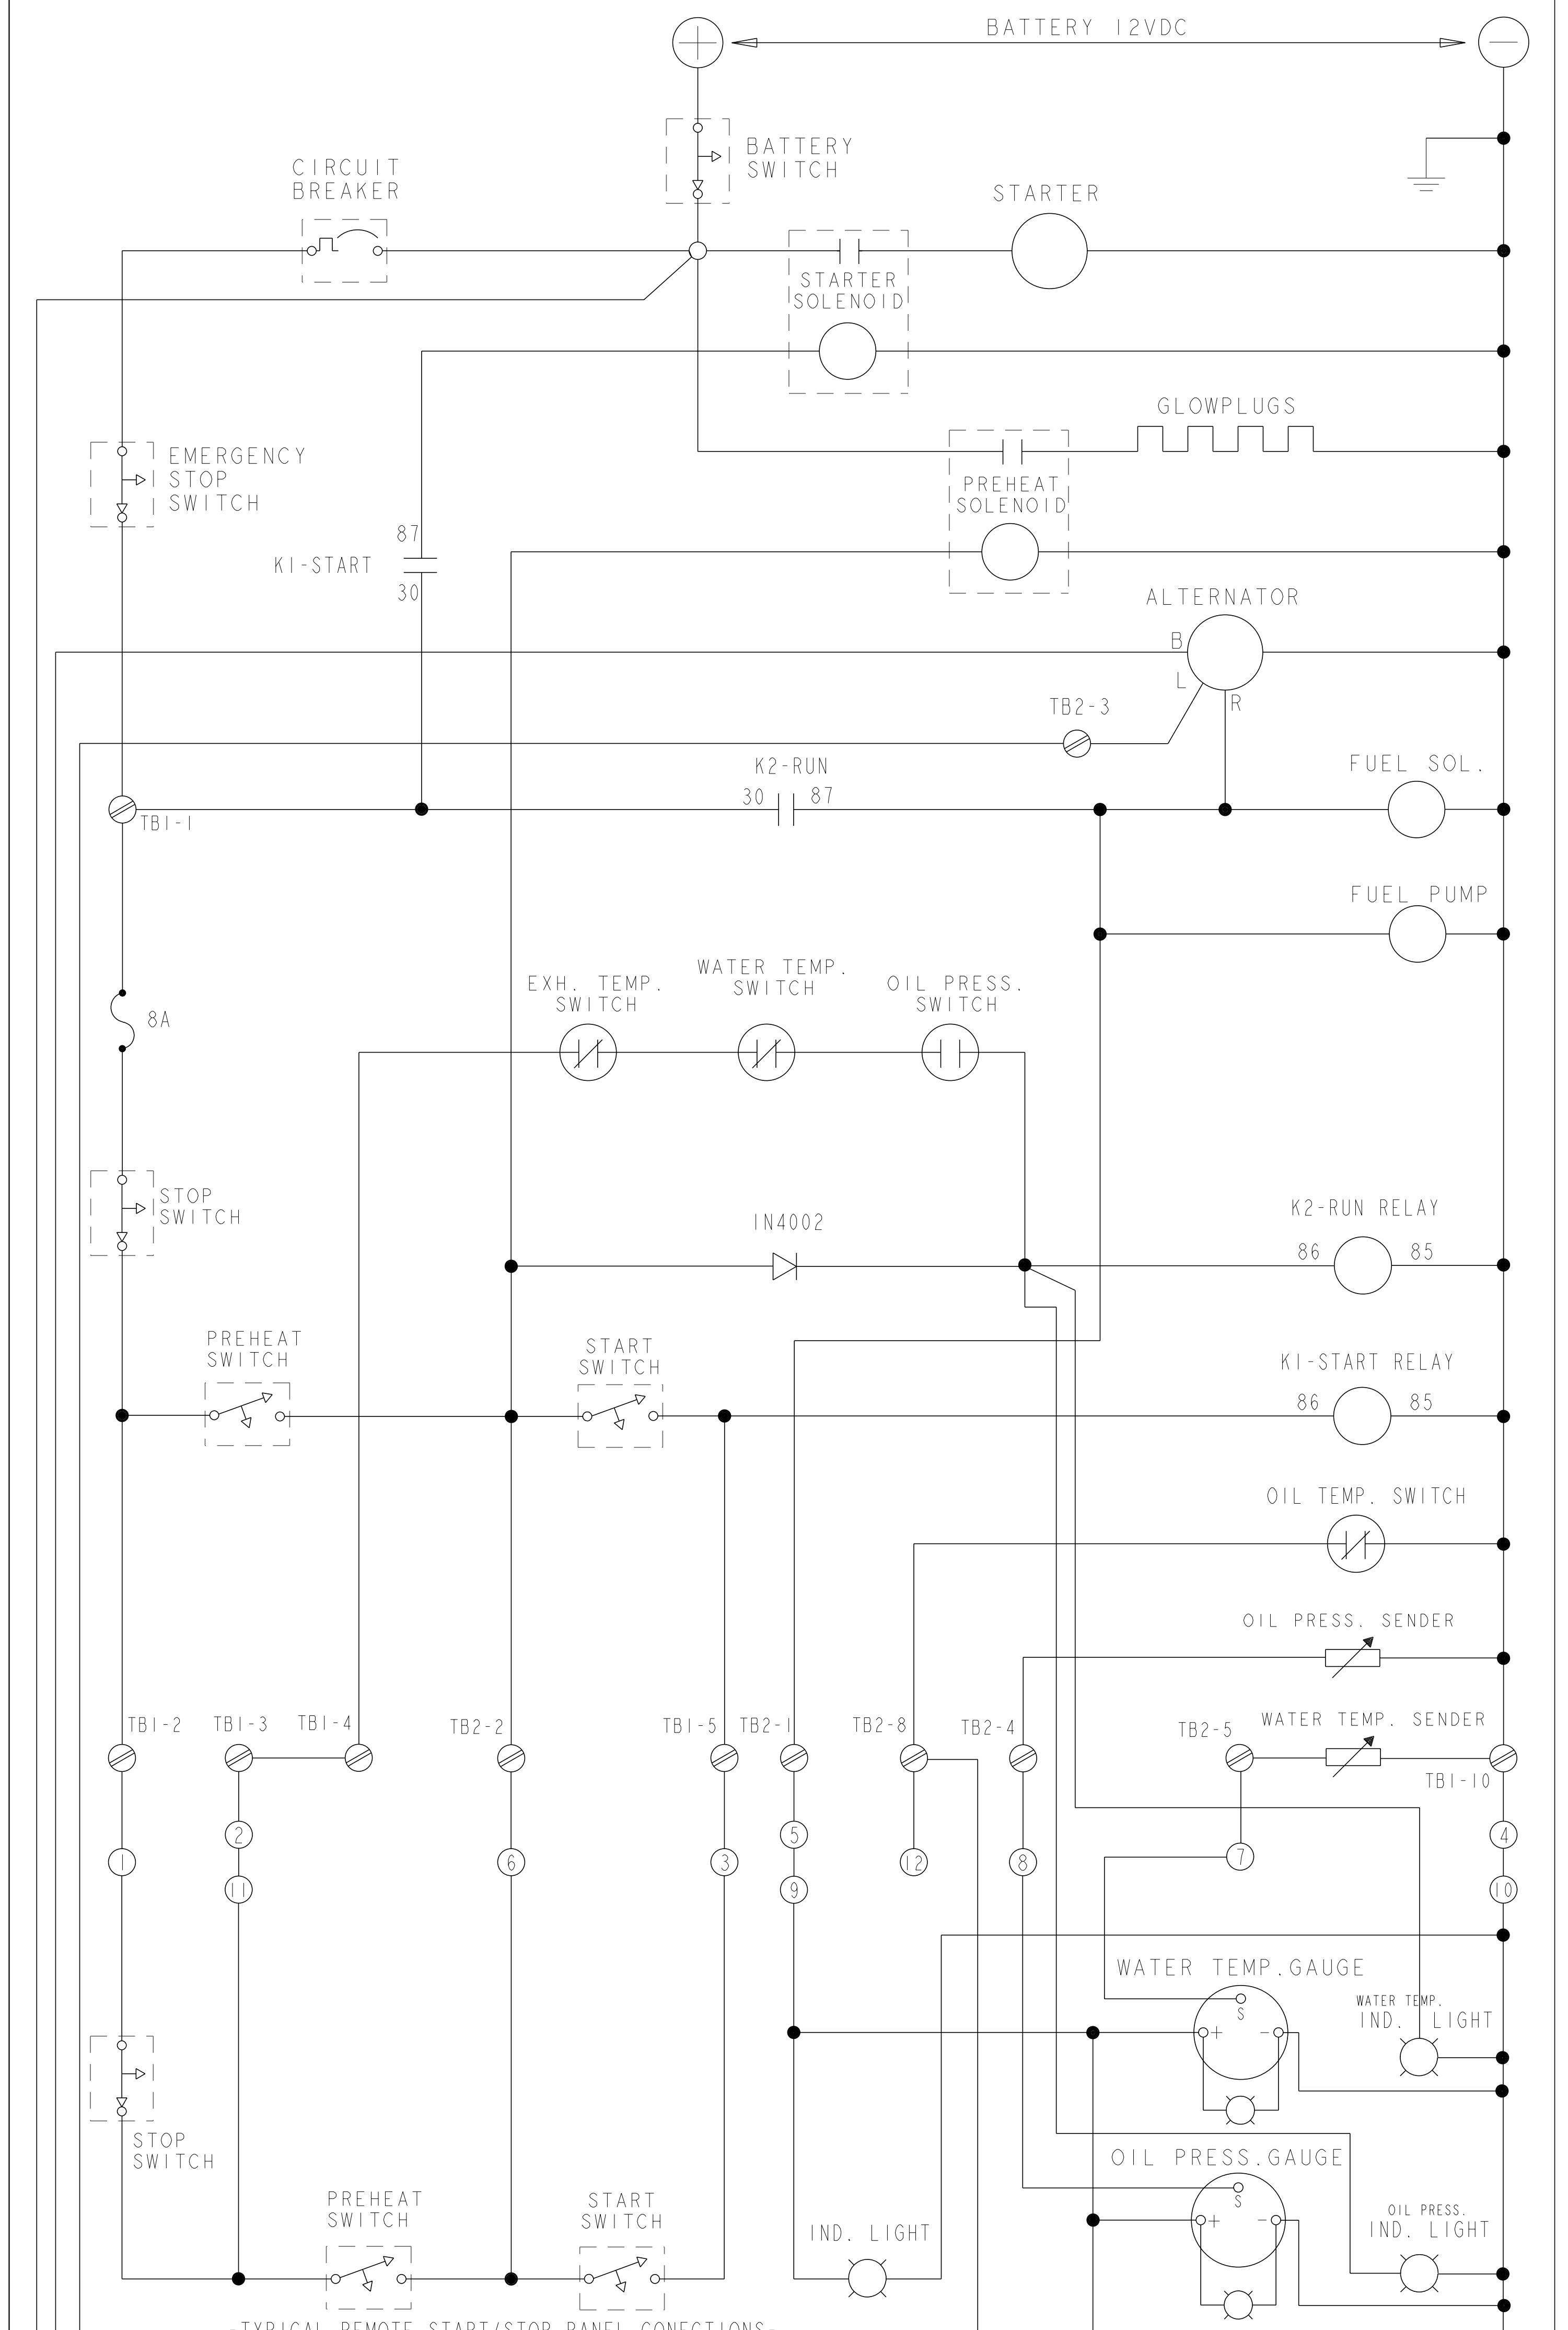 BATTERY 12VDC
BATTERY
SWITCH
CIRCUIT
BREAKER
STARTER
STARTER
SOLENOID
GLOWPLUGS
EMERGENCY
STOP
SWITCH
PREHEAT
SOLENOID
87
K1-START
30
ALTERNATOR
B
L
R
TB2-3
K2-RUN
30 87
FUEL SOL.
TB1-1
FUEL PUMP
EXH. TEMP.
SWITCH
WATER TEMP.
SWITCH
OIL PRESS.
SWITCH
8A
STOP
SWITCH
1N4002
K2-RUN RELAY
86 85
PREHEAT
SWITCH
START
SWITCH
K1-START RELAY
86 85
OIL TEMP. SWITCH
OIL PRESS. SENDER
TB1-2 TB1-3 TB1-4 TB2-2 TB1-5 TB2-1 TB2-8 TB2-4 TB2-5
WATER TEMP. SENDER
TB1-10
2 5 4
1 6 3 12 8 7
11 9 10
WATER TEMP.GAUGE
S
+ -
WATER TEMP.
IND. LIGHT
STOP
SWITCH
OIL PRESS.GAUGE
S
+ -
OIL PRESS.
IND. LIGHT
PREHEAT
SWITCH
START
SWITCH
IND. LIGHT
-TYPICAL REMOTE START/STOP PANEL CONECTIONS-